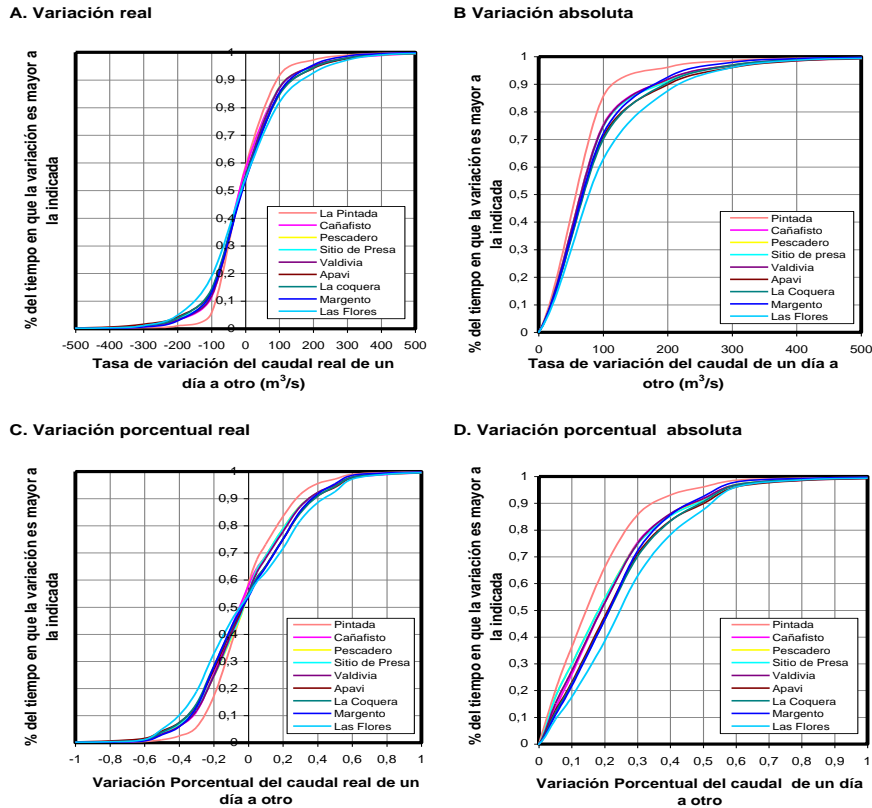 A. Variación real
% del tiempo en que la variación es mayor a
la indicada
1
0,9
0,8
0,7
0,6
0,5
0,4
0,3
0,2
0,1
0
-500 -400 -300 -200 -100 0 100 200 300 400 500
La Pintada
Cañafisto
Pescadero
Sitio de Presa
Valdivia
Apavi
La coquera
Margento
Las Flores
Tasa de variación del caudal real de un
día a otro (m³/s)
B Variación absoluta
% del tiempo en que la variación es mayor a
la indicada
1
0,9
0,8
0,7
0,6
0,5
0,4
0,3
0,2
0,1
0
0 100 200 300 400 500
Pintada
Cañafisto
Pescadero
Sitio de presa
Valdivia
Apavi
La Coquera
Margento
Las Flores
Tasa de variación del caudal de un día a
otro (m³/s)
C. Variación porcentual real
% del tiempo en que la variación es mayor a
la indicada
1
0,9
0,8
0,7
0,6
0,5
0,4
0,3
0,2
0,1
0
-1 -0,8 -0,6 -0,4 -0,2 0 0,2 0,4 0,6 0,8 1
Pintada
Cañafisto
Pescadero
Sitio de Presa
Valdivia
Apavi
La Coquera
Margento
Las Flores
Variación Porcentual del caudal real de un
día a otro
D. Variación porcentual absoluta
% del tiempo en que la variación es mayor a
la indicada
1
0,9
0,8
0,7
0,6
0,5
0,4
0,3
0,2
0,1
0
0 0,1 0,2 0,3 0,4 0,5 0,6 0,7 0,8 0,9 1
Pintada
Cañafisto
Pescadero
Sitio de Presa
Valdivia
Apavi
La Coquera
Margento
Las Flores
Variación Porcentual del caudal de un día
a otro